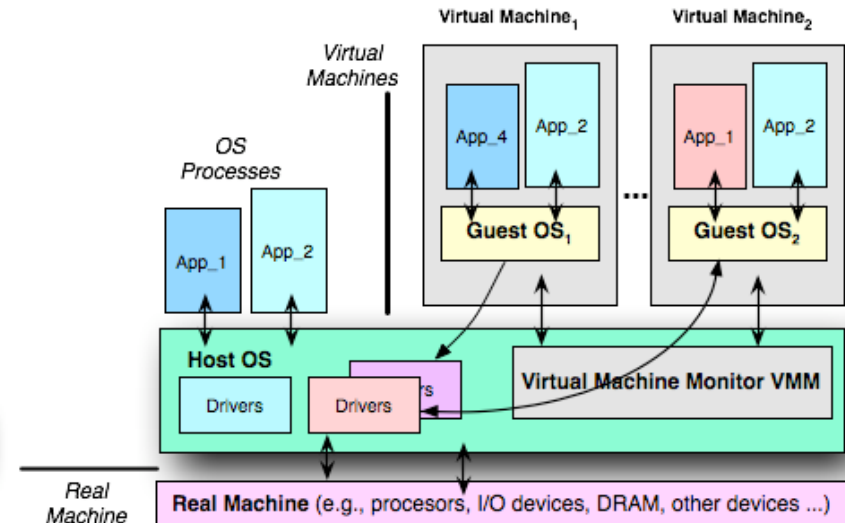 Virtual Machine1
Virtual Machine2
Virtual
Machines
App_4
App_2
App_1
App_2
OS
Processes
...
Guest OS1
Guest OS2
App_1
App_2
Host OS
Drivers
Drivers
rs
Virtual Machine Monitor VMM
Real
Machine
Real Machine (e.g., procesors, I/O devices, DRAM, other devices ...)